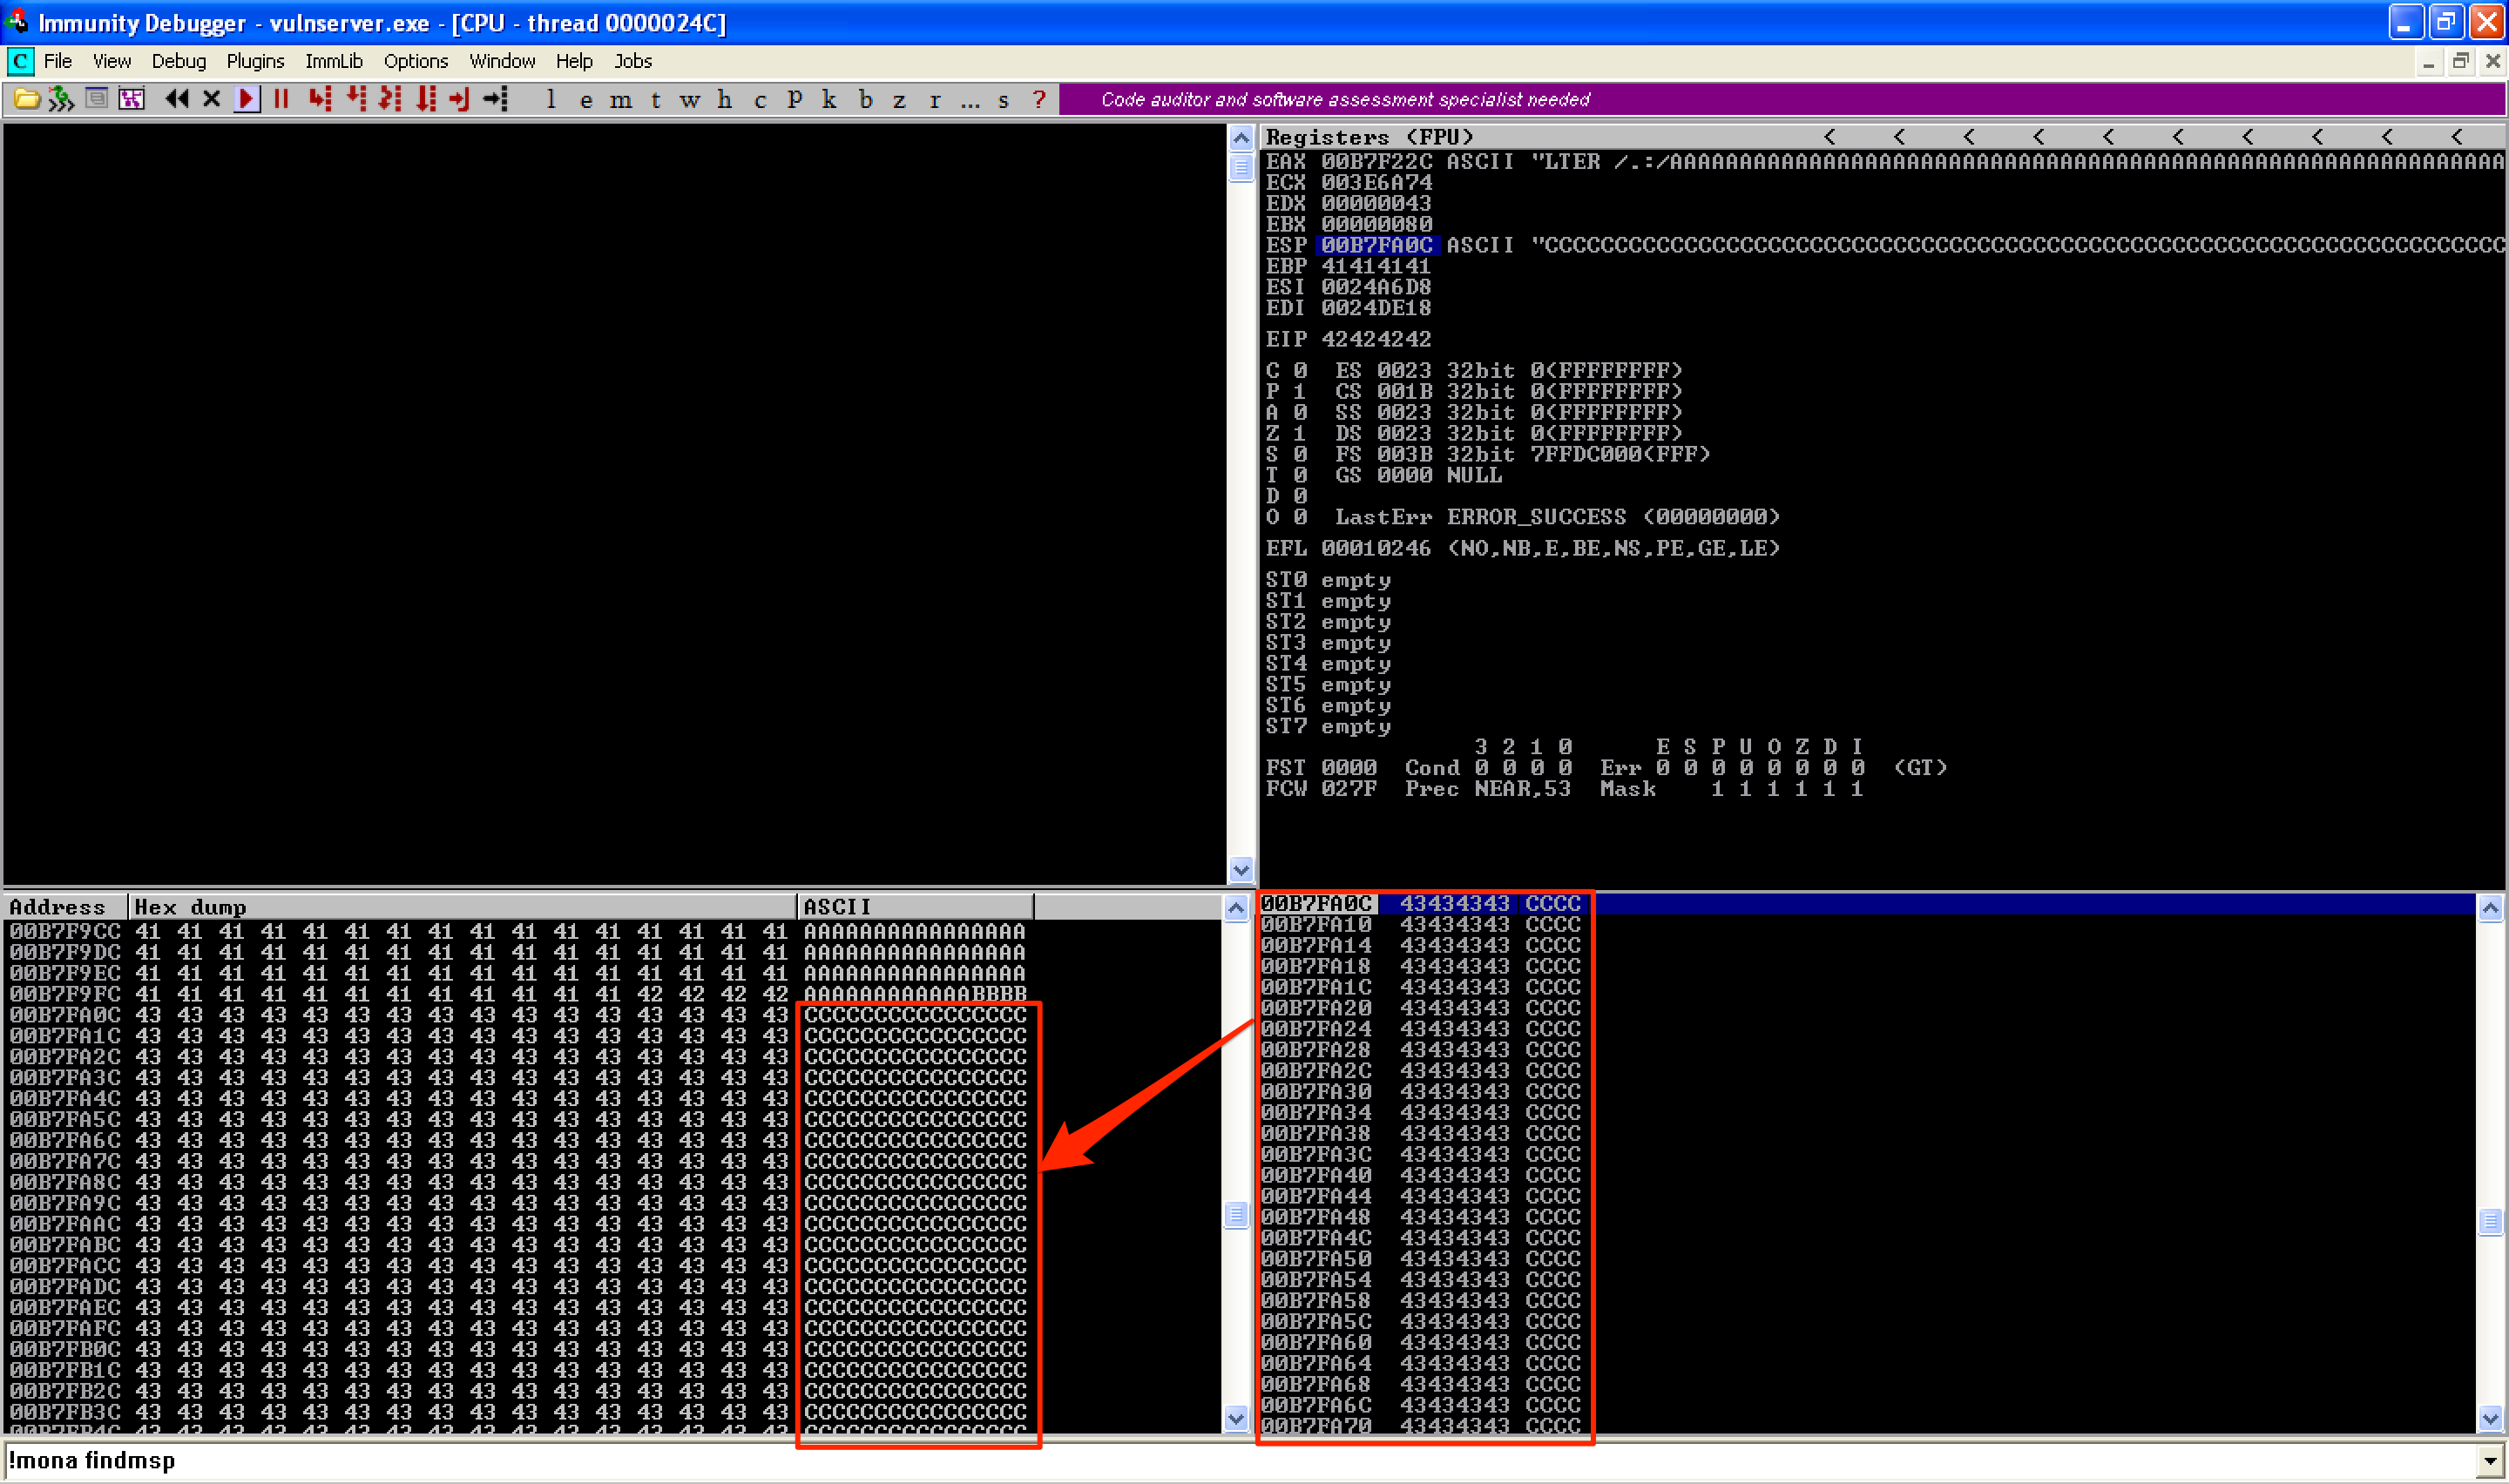 Immunity Debugger - vulnserver.exe - [CPU - thread 0000024C]
C File View Debug Plugins ImmLib Options Window Help Jobs
l e m t w h c P k b z r ... s ? Code auditor and software assessment specialist needed
Registers (FPU) < < < < < < < < < <
EAX 00B7F22C ASCII "LTER /.:/AAAAAAAAAAAAAAAAAAAAAAAAAAAAAAAAAAAAAAAAAAAAAAAAAAAAAAAAAAAA
ECX 003E6A74
EDX 00000043
EBX 00000080
ESP 00B7FA0C ASCII "CCCCCCCCCCCCCCCCCCCCCCCCCCCCCCCCCCCCCCCCCCCCCCCCCCCCCCCCCCCCCCCCCCCCC
EBP 41414141
ESI 0024A6D8
EDI 0024DE18
EIP 42424242
C 0 ES 0023 32bit 0(FFFFFFFF)
P 1 CS 001B 32bit 0(FFFFFFFF)
A 0 SS 0023 32bit 0(FFFFFFFF)
Z 1 DS 0023 32bit 0(FFFFFFFF)
S 0 FS 003B 32bit 7FFDC000(FFF)
T 0 GS 0000 NULL
D 0
O 0 LastErr ERROR_SUCCESS (00000000)
EFL 00010246 (NO,NB,E,BE,NS,PE,GE,LE)
ST0 empty
ST1 empty
ST2 empty
ST3 empty
ST4 empty
ST5 empty
ST6 empty
ST7 empty
3 2 1 0 E S P U O Z D I
FST 0000 Cond 0 0 0 0 Err 0 0 0 0 0 0 0 0 (GT)
FCW 027F Prec NEAR,53 Mask 1 1 1 1 1 1
Address Hex dump ASCII
00B7F9CC 41 41 41 41 41 41 41 41 41 41 41 41 41 41 41 41 AAAAAAAAAAAAAAAA
00B7F9DC 41 41 41 41 41 41 41 41 41 41 41 41 41 41 41 41 AAAAAAAAAAAAAAAA
00B7F9EC 41 41 41 41 41 41 41 41 41 41 41 41 41 41 41 41 AAAAAAAAAAAAAAAA
00B7F9FC 41 41 41 41 41 41 41 41 41 41 41 41 42 42 42 42 AAAAAAAAAAAABBBB
00B7FA0C 43 43 43 43 43 43 43 43 43 43 43 43 43 43 43 43 CCCCCCCCCCCCCCCC
00B7FA1C 43 43 43 43 43 43 43 43 43 43 43 43 43 43 43 43 CCCCCCCCCCCCCCCC
00B7FA2C 43 43 43 43 43 43 43 43 43 43 43 43 43 43 43 43 CCCCCCCCCCCCCCCC
00B7FA3C 43 43 43 43 43 43 43 43 43 43 43 43 43 43 43 43 CCCCCCCCCCCCCCCC
00B7FA4C 43 43 43 43 43 43 43 43 43 43 43 43 43 43 43 43 CCCCCCCCCCCCCCCC
00B7FA5C 43 43 43 43 43 43 43 43 43 43 43 43 43 43 43 43 CCCCCCCCCCCCCCCC
00B7FA6C 43 43 43 43 43 43 43 43 43 43 43 43 43 43 43 43 CCCCCCCCCCCCCCCC
00B7FA7C 43 43 43 43 43 43 43 43 43 43 43 43 43 43 43 43 CCCCCCCCCCCCCCCC
00B7FA8C 43 43 43 43 43 43 43 43 43 43 43 43 43 43 43 43 CCCCCCCCCCCCCCCC
00B7FA9C 43 43 43 43 43 43 43 43 43 43 43 43 43 43 43 43 CCCCCCCCCCCCCCCC
00B7FAAC 43 43 43 43 43 43 43 43 43 43 43 43 43 43 43 43 CCCCCCCCCCCCCCCC
00B7FABC 43 43 43 43 43 43 43 43 43 43 43 43 43 43 43 43 CCCCCCCCCCCCCCCC
00B7FACC 43 43 43 43 43 43 43 43 43 43 43 43 43 43 43 43 CCCCCCCCCCCCCCCC
00B7FADC 43 43 43 43 43 43 43 43 43 43 43 43 43 43 43 43 CCCCCCCCCCCCCCCC
00B7FAEC 43 43 43 43 43 43 43 43 43 43 43 43 43 43 43 43 CCCCCCCCCCCCCCCC
00B7FAFC 43 43 43 43 43 43 43 43 43 43 43 43 43 43 43 43 CCCCCCCCCCCCCCCC
00B7FB0C 43 43 43 43 43 43 43 43 43 43 43 43 43 43 43 43 CCCCCCCCCCCCCCCC
00B7FB1C 43 43 43 43 43 43 43 43 43 43 43 43 43 43 43 43 CCCCCCCCCCCCCCCC
00B7FB2C 43 43 43 43 43 43 43 43 43 43 43 43 43 43 43 43 CCCCCCCCCCCCCCCC
00B7FB3C 43 43 43 43 43 43 43 43 43 43 43 43 43 43 43 43 CCCCCCCCCCCCCCCC
00B7FA0C 43434343 CCCC
00B7FA10 43434343 CCCC
00B7FA14 43434343 CCCC
00B7FA18 43434343 CCCC
00B7FA1C 43434343 CCCC
00B7FA20 43434343 CCCC
00B7FA24 43434343 CCCC
00B7FA28 43434343 CCCC
00B7FA2C 43434343 CCCC
00B7FA30 43434343 CCCC
00B7FA34 43434343 CCCC
00B7FA38 43434343 CCCC
00B7FA3C 43434343 CCCC
00B7FA40 43434343 CCCC
00B7FA44 43434343 CCCC
00B7FA48 43434343 CCCC
00B7FA4C 43434343 CCCC
00B7FA50 43434343 CCCC
00B7FA54 43434343 CCCC
00B7FA58 43434343 CCCC
00B7FA5C 43434343 CCCC
00B7FA60 43434343 CCCC
00B7FA64 43434343 CCCC
00B7FA68 43434343 CCCC
00B7FA6C 43434343 CCCC
00B7FA70 43434343 CCCC
!mona findmsp